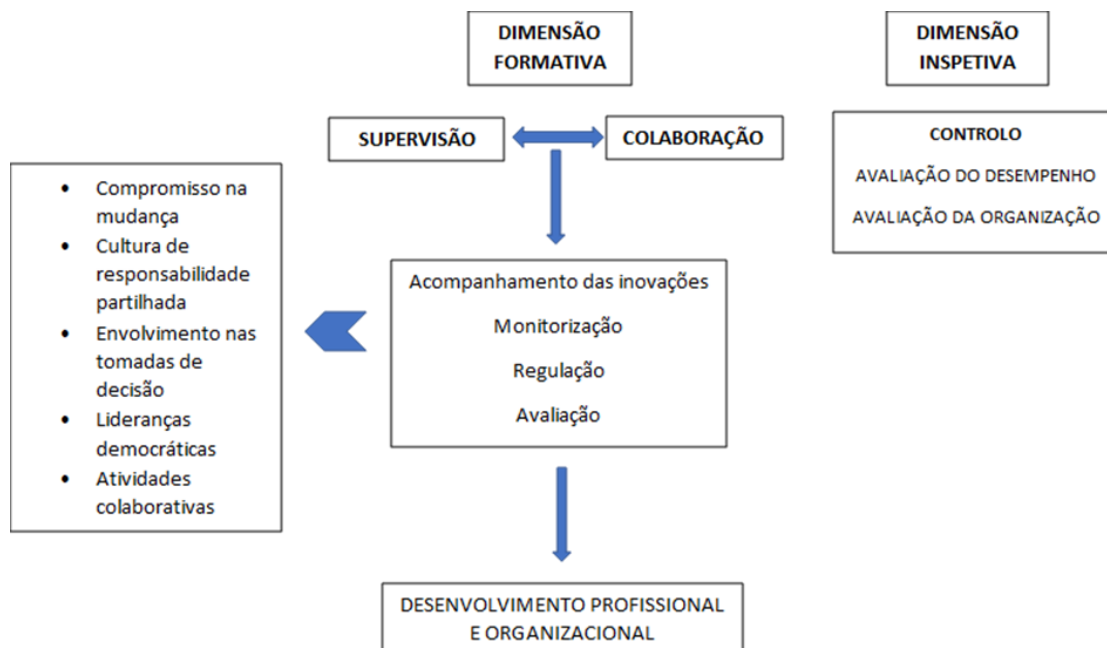 DIMENSÃO
FORMATIVA
DIMENSÃO
INSPETIVA
SUPERVISÃO
COLABORAÇÃO
CONTROLO
AVALIAÇÃO DO DESEMPENHO
AVALIAÇÃO DA ORGANIZAÇÃO
• Compromisso na
mudança
• Cultura de
responsabilidade
partilhada
• Envolvimento nas
tomadas de
decisão
• Lideranças
democráticas
• Atividades
colaborativas
Acompanhamento das inovações
Monitorização
Regulação
Avaliação
DESENVOLVIMENTO PROFISSIONAL
E ORGANIZACIONAL